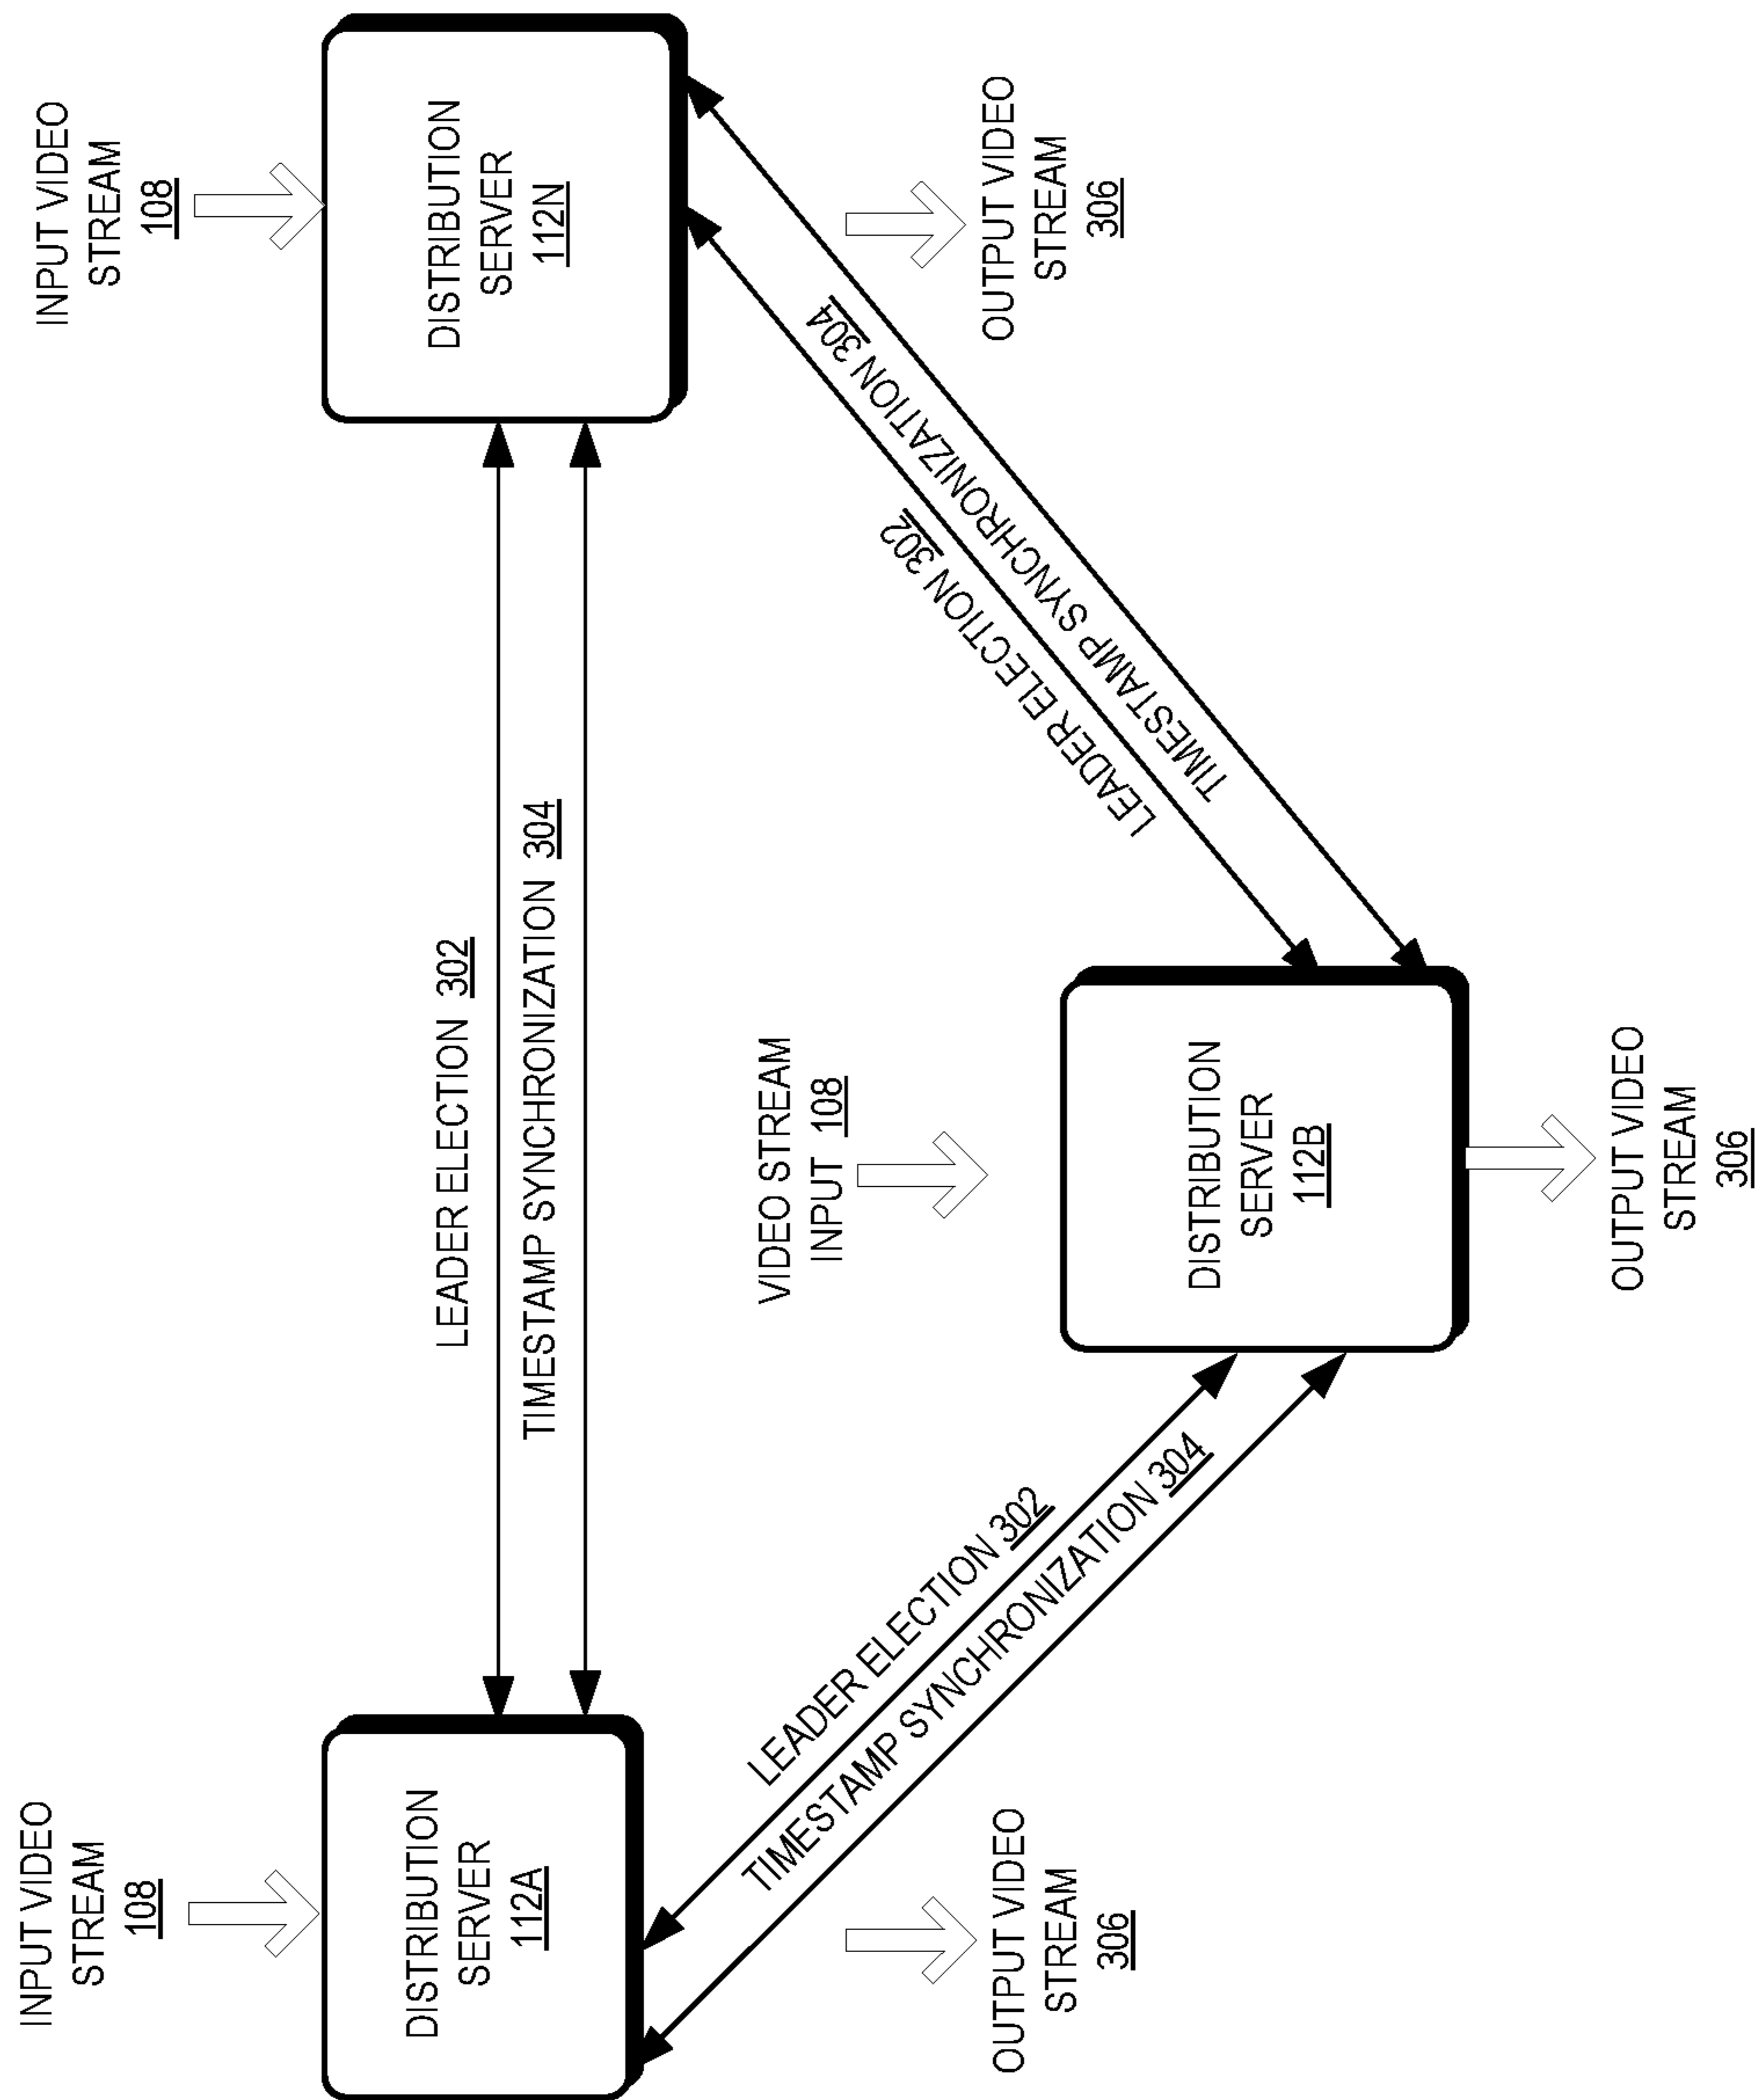 INPUT VIDEO
STREAM
108
INPUT VIDEO
STREAM
108
DISTRIBUTION
SERVER
112A
LEADER ELECTION 302
TIMESTAMP SYNCHRONIZATION 304
DISTRIBUTION
SERVER
112N
LEADER ELECTION 302
TIMESTAMP SYNCHRONIZATION 304
VIDEO STREAM
INPUT 108
LEADER ELECTION 302
TIMESTAMP SYNCHRONIZATION 304
OUTPUT VIDEO
STREAM
306
DISTRIBUTION
SERVER
112B
OUTPUT VIDEO
STREAM
306
OUTPUT VIDEO
STREAM
306